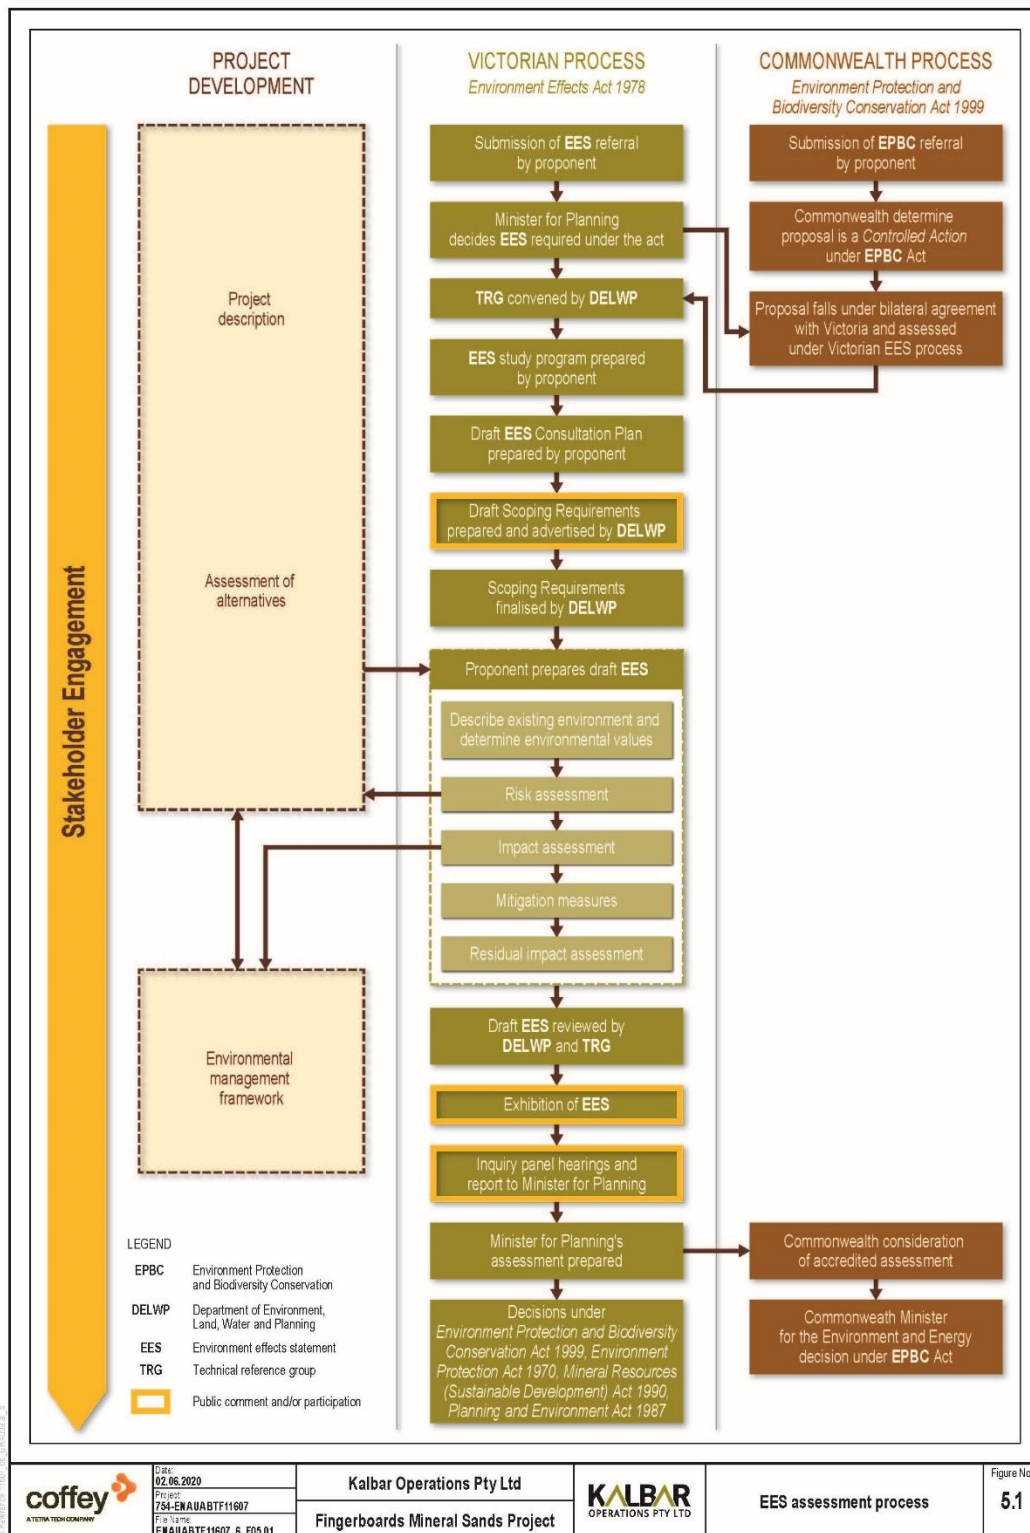 PROJECT
DEVELOPMENT
VICTORIAN PROCESS
Environment Effects Act 1978
COMMONWEALTH PROCESS
Environment Protection and
Biodiversity Conservation Act 1999
Stakeholder Engagement
Project
description
Assessment of
alternatives
Environmental
management
framework
Submission of EES referral
by proponent
Minister for Planning
decides EES required under the act
TRG convened by DELWP
EES study program prepared
by proponent
Draft EES Consultation Plan
prepared by proponent
Draft Scoping Requirements
prepared and advertised by DELWP
Scoping Requirements
finalised by DELWP
Proponent prepares draft EES
Describe existing environment and
determine environmental values
Risk assessment
Impact assessment
Mitigation measures
Residual impact assessment
Draft EES reviewed by
DELWP and TRG
Exhibition of EES
Inquiry panel hearings and
report to Minister for Planning
Minister for Planning's
assessment prepared
Decisions under
Environment Protection and Biodiversity
Conservation Act 1999, Environment
Protection Act 1970, Mineral Resources
(Sustainable Development) Act 1990,
Planning and Environment Act 1987
Submission of EPBC referral
by proponent
Commonwealth determine
proposal is a Controlled Action
under EPBC Act
Proposal falls under bilateral agreement
with Victoria and assessed
under Victorian EES process
Commonwealth consideration
of accredited assessment
Commonweath Minister
for the Environment and Energy
decision under EPBC Act
LEGEND
EPBC Environment Protection
and Biodiversity Conservation
DELWP Department of Environment,
Land, Water and Planning
EES Environment effects statement
TRG Technical reference group
Public comment and/or participation
coffey
A TETRA TECH COMPANY
Date:
02.06.2020
Project:
754-ENAUABTF11607
File Name:
ENAUABTF11607_6_F05.01
Kalbar Operations Pty Ltd
Fingerboards Mineral Sands Project
KALBAR
OPERATIONS PTY LTD
EES assessment process
Figure No:
5.1